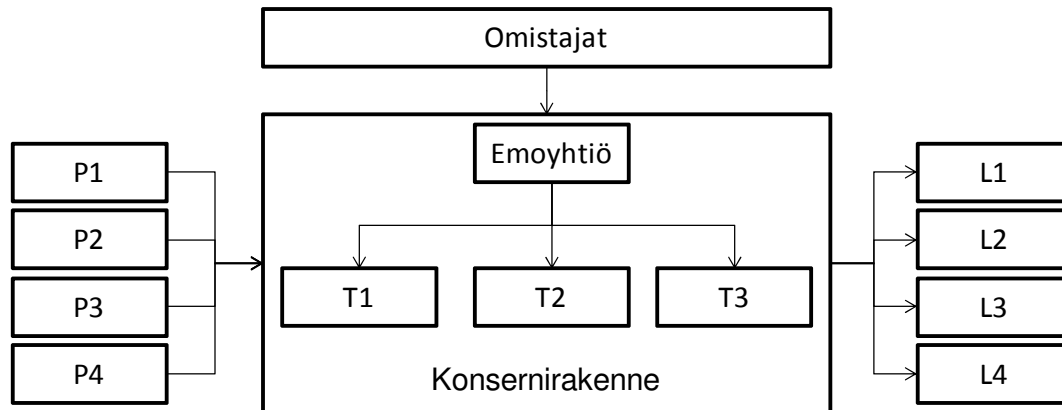 Omistajat
Emoyhtiö
P1
P2
P3
P4
T1
T2
T3
Konsernirakenne
L1
L2
L3
L4